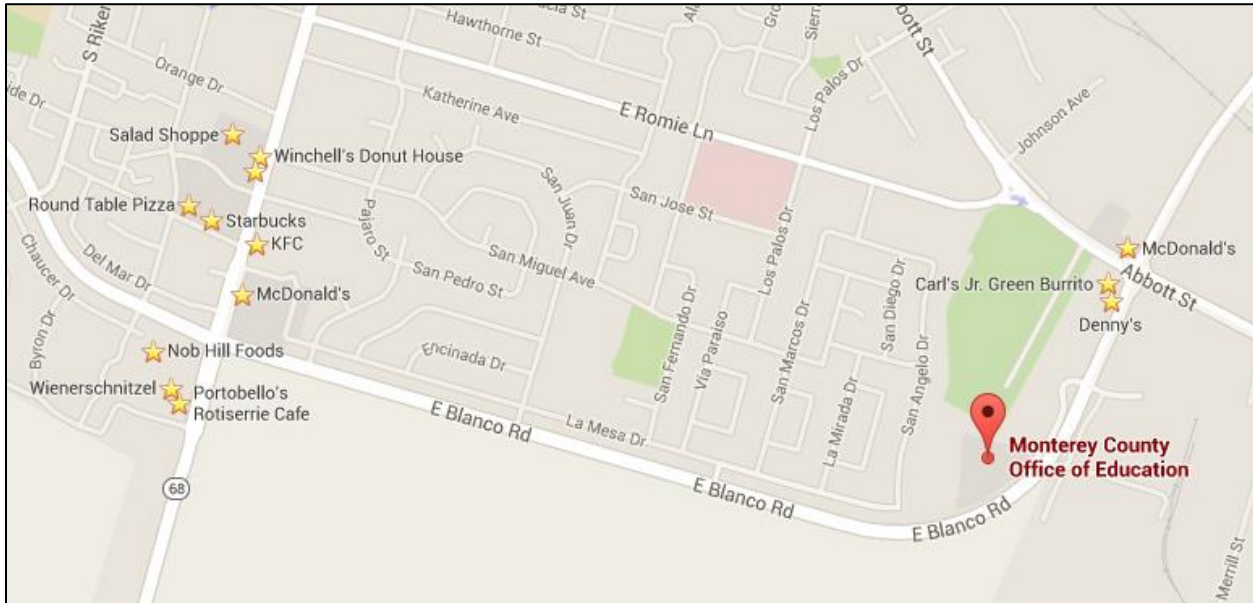 Hawthorne St
Los Palos Dr
S Riker
Orange Dr
Katherine Ave
E Romie Ln
Abbott St
Johnson Ave
Salad Shoppe
Winchell's Donut House
San Juan Dr
San Jose St
Round Table Pizza
Starbucks
KFC
Pajaro St
San Miguel Ave
San Pedro St
Los Palos Dr
San Diego Dr
McDonald's
Abbott St
Carl's Jr. Green Burrito
Denny's
Chaucer Dr
Del Mar Dr
McDonald's
Byron Dr
Nob Hill Foods
Encinada Dr
San Fernando Dr
Via Paraiso
San Marcos Dr
La Mirada Dr
San Angelo Dr
Wienerschnitzel
Portobello's
Rotiserrie Cafe
E Blanco Rd
La Mesa Dr
Monterey County
Office of Education
68
E Blanco Rd
E Blanco Rd
Merrill St